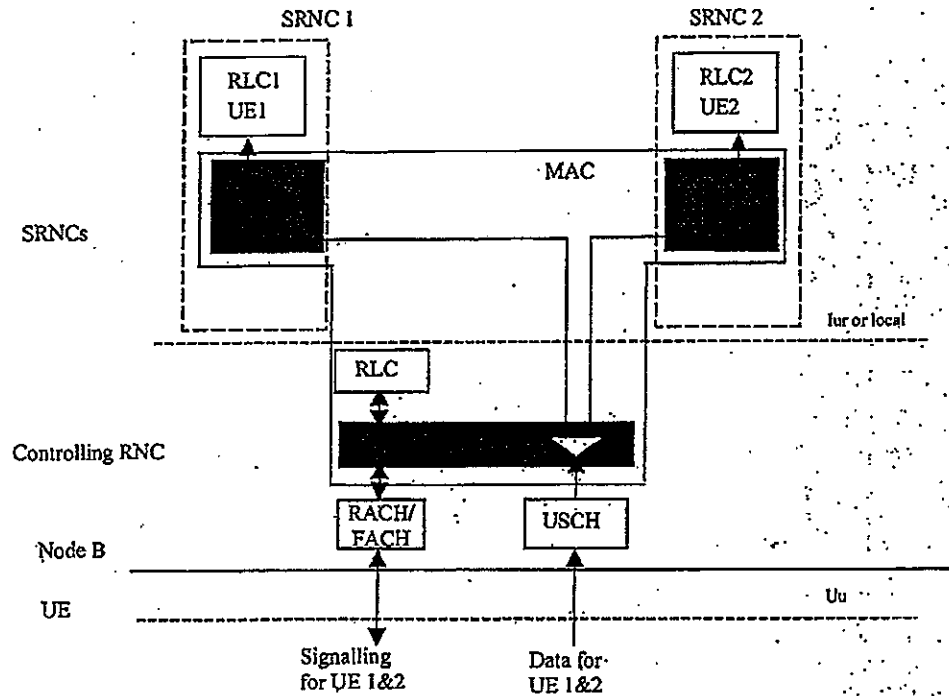 SRNC 1
SRNC 2
RLC1
UE1
RLC2
UE2
MAC
SRNCs
Iur or local
RLC
Controlling RNC
RACH/
FACH
USCH
Node B
UE
Uu
Signalling
for UE 1&2
Data for
UE 1&2